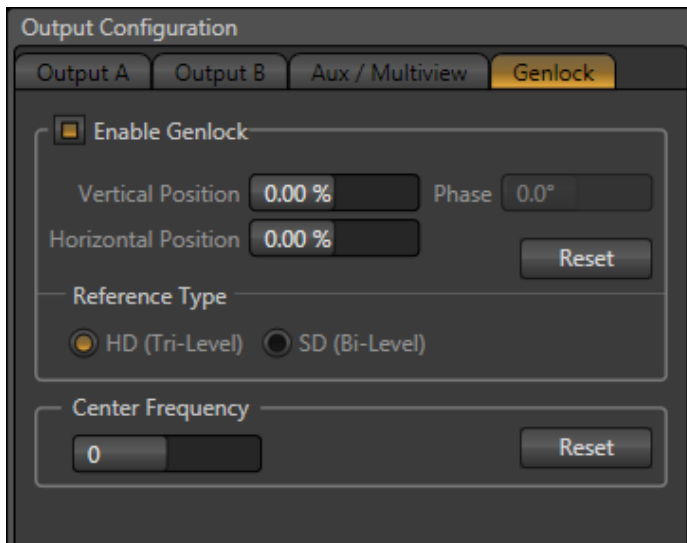 Output Configuration
Output A Output B Aux / Multiview Genlock
Enable Genlock
Vertical Position 0.00 % Phase 0.0°
Horizontal Position 0.00 %
Reset
Reference Type
HD (Tri-Level) SD (Bi-Level)
Center Frequency
0 Reset